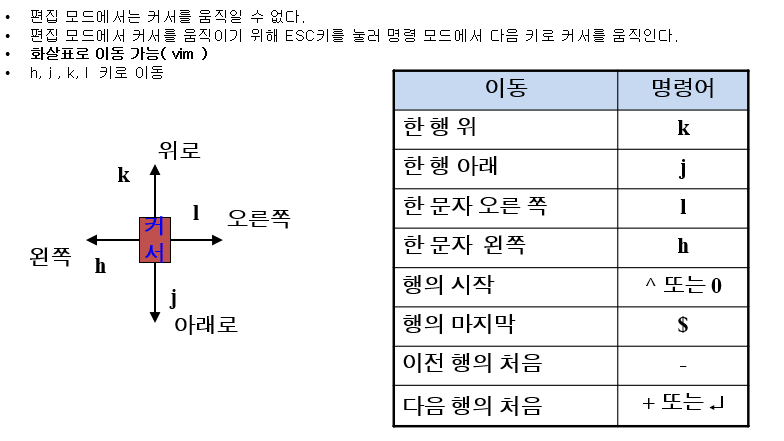 • 편집 모드에서는 커서를 움직일 수 없다.
• 편집 모드에서 커서를 움직이기 위해 ESC키를 눌러 명령 모드에서 다음 키로 커서를 움직인다.
• 화살표로 이동 가능( vim )
• h, j , k, l 키로 이동
위로
k
l
오른쪽
커서
왼쪽
h
j
아래로
이동 명령어
한 행 위 k
한 행 아래 j
한 문자 오른 쪽 l
한 문자 왼쪽 h
행의 시작 ^ 또는 0
행의 마지막 $
이전 행의 처음 -
다음 행의 처음 + 또는 ↵